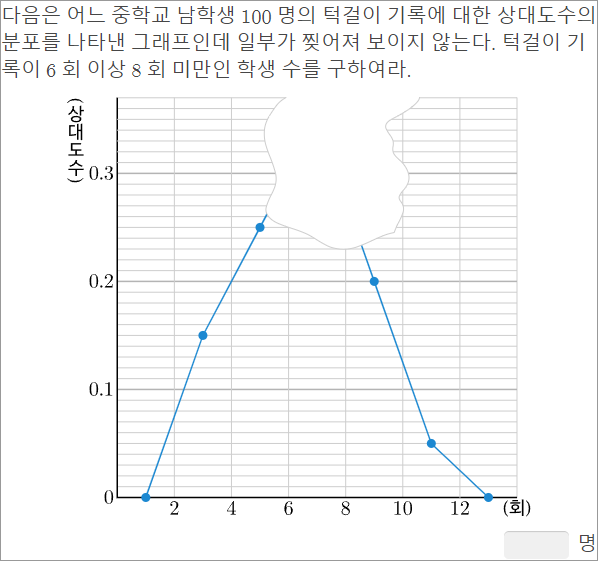 다음은 어느 중학교 남학생 100 명의 턱걸이 기록에 대한 상대도수의
분포를 나타낸 그래프인데 일부가 찢어져 보이지 않는다. 턱걸이 기
록이 6 회 이상 8 회 미만인 학생 수를 구하여라.
(상대도수)
0.3
0.2
0.1
0
2 4 6 8 10 12 (회)
명